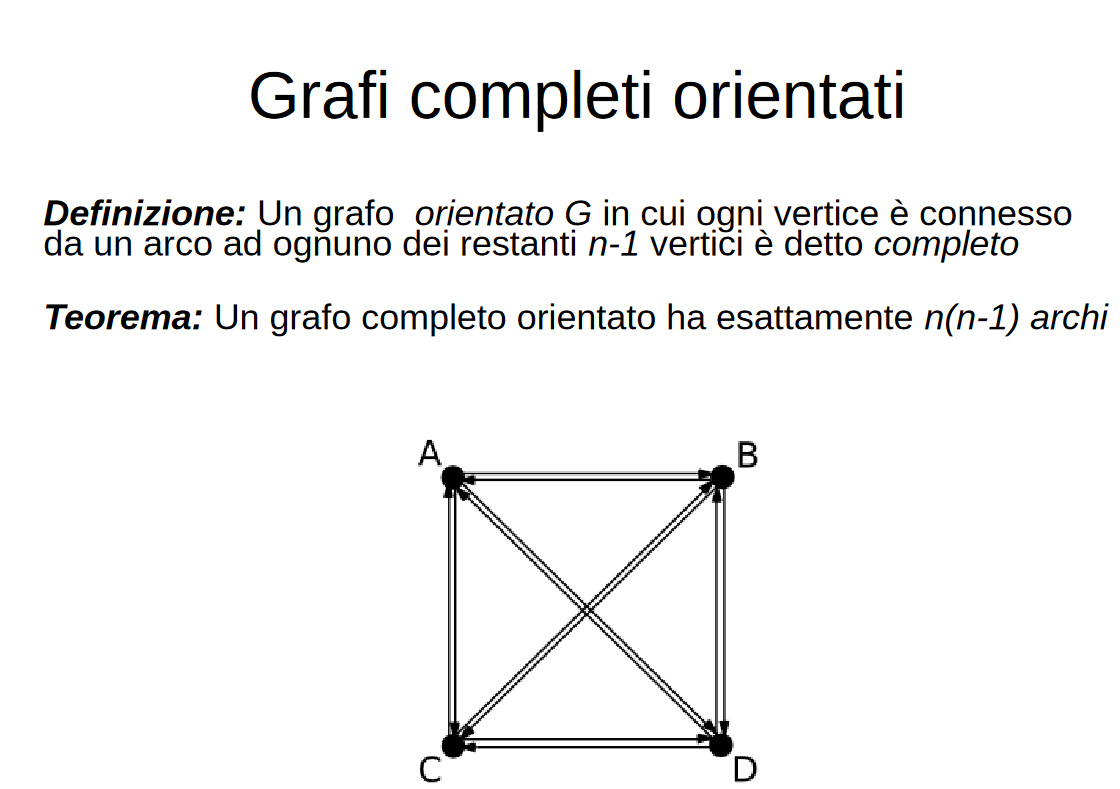 Grafi completi orientati
Definizione: Un grafo orientato G in cui ogni vertice è connesso
da un arco ad ognuno dei restanti n-1 vertici è detto completo
Teorema: Un grafo completo orientato ha esattamente n(n-1) archi
A B
C D